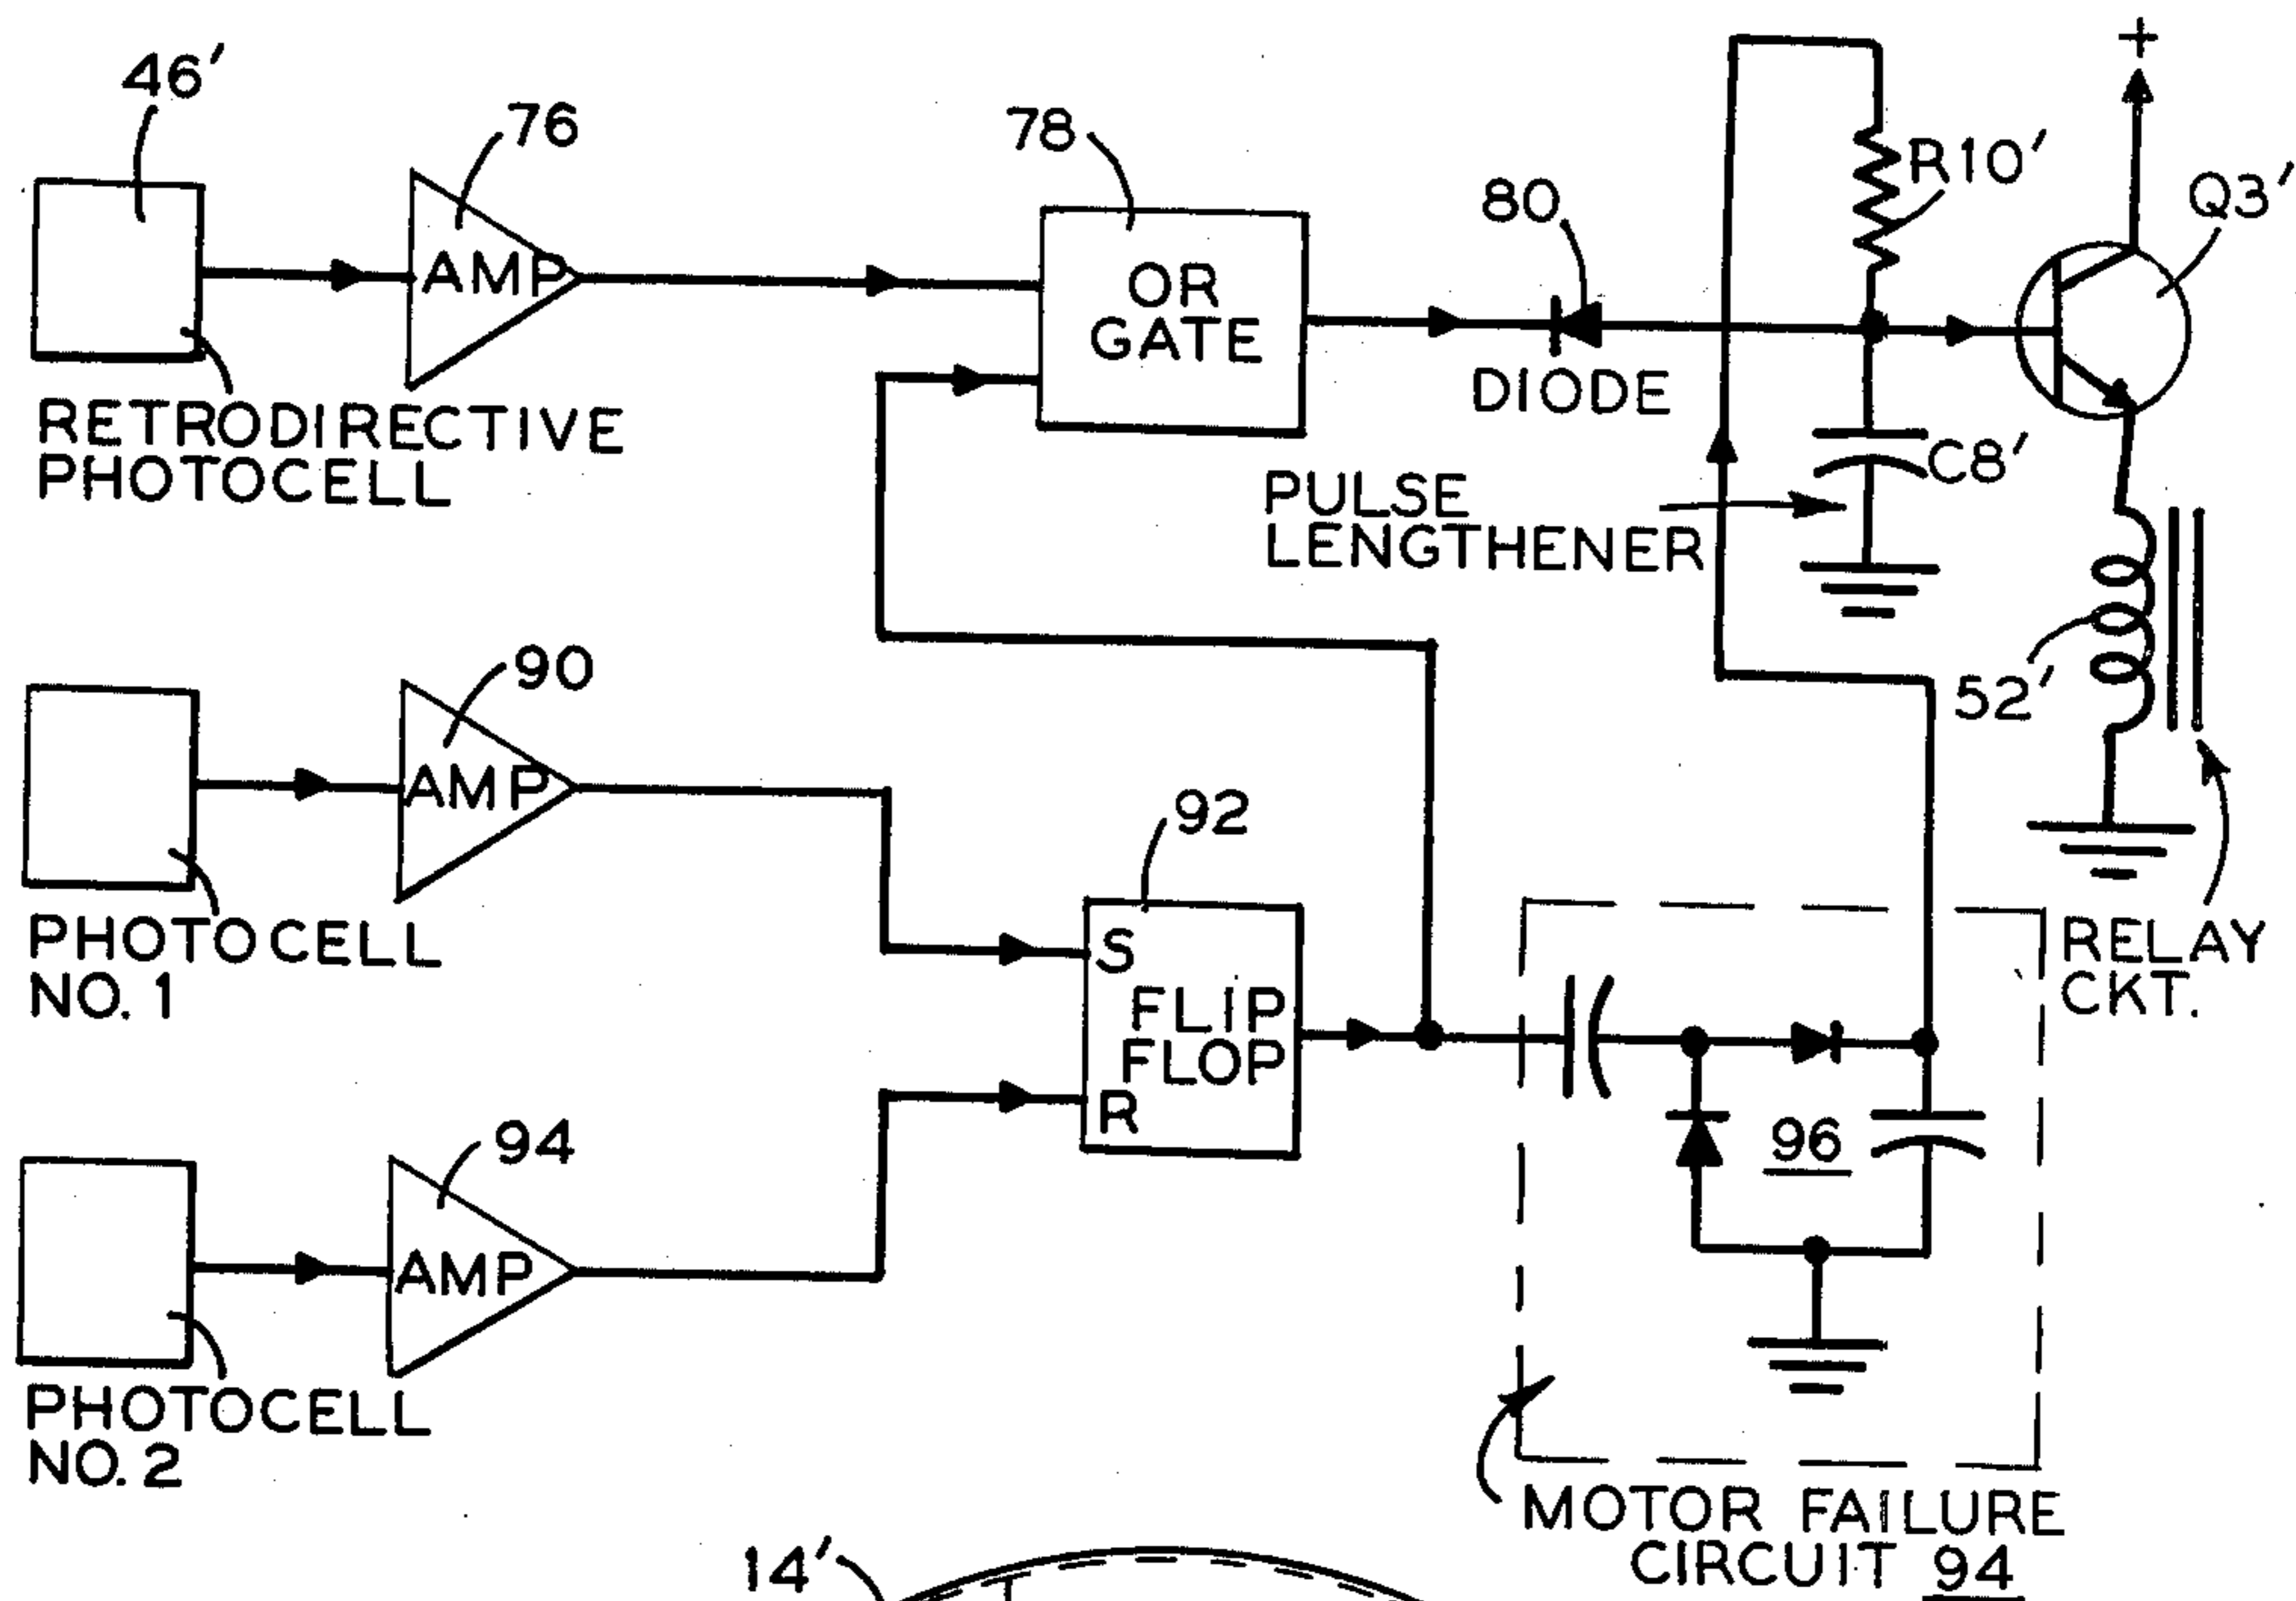 46'
76
78
80
R10'
+
Q3'
AMP
OR
GATE
DIODE
RETRODIRECTIVE
PHOTOCELL
PULSE
LENGTHENER
C8'
52'
90
AMP
92
PHOTOCELL
NO. 1
S
FLIP
FLOP
R
RELAY
CKT.
94
AMP
96
PHOTOCELL
NO. 2
MOTOR FAILURE
CIRCUIT 94
14'